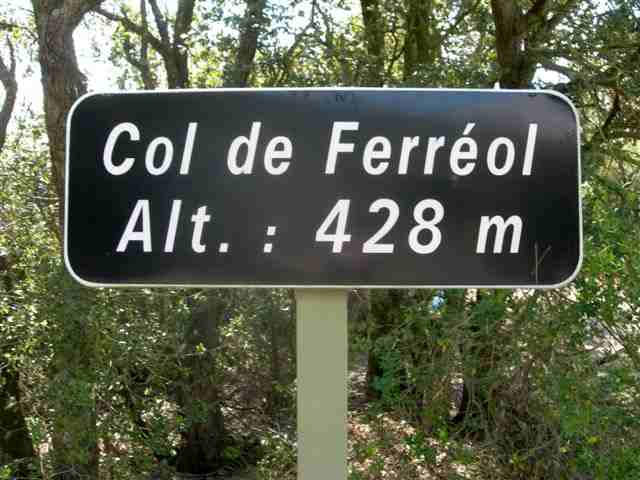 Col de Ferréol
Alt. : 428 m